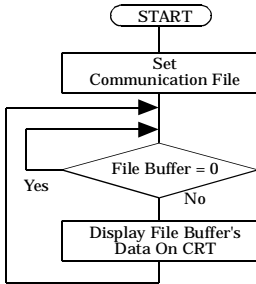 START
Set
Communication File
File Buffer = 0
Yes
No
Display File Buffer's
Data On CRT